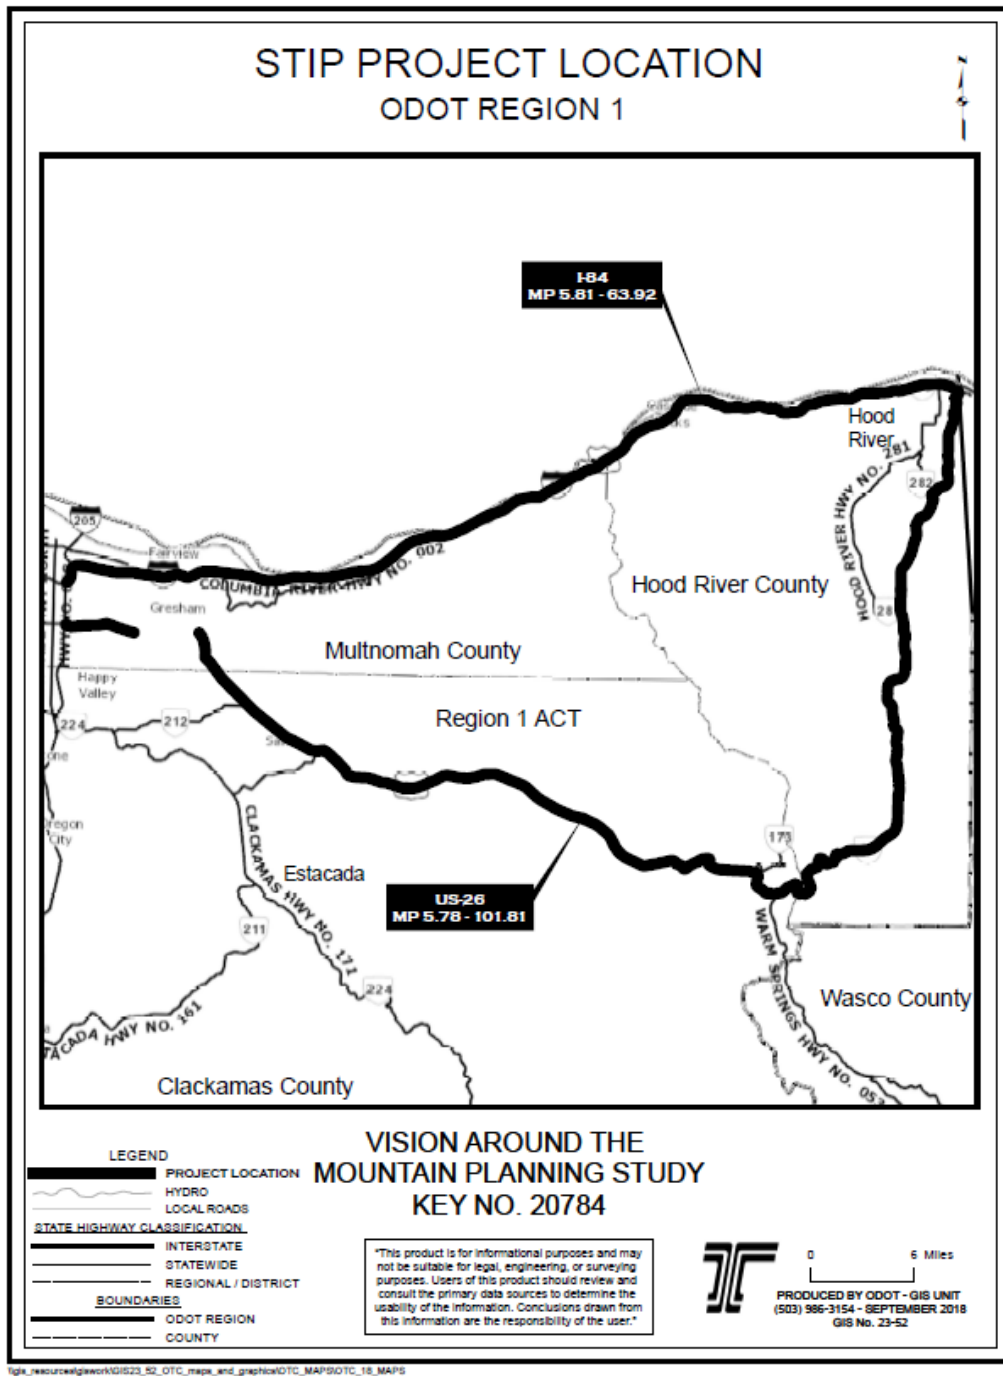 STIP PROJECT LOCATION
ODOT REGION 1
N
I-84
MP 5.81 - 63.92
Hood
River
HOOD RIVER HWY NO. 281
282
205
Fairview
COLUMBIA RIVER HWY NO. 002
Hood River County
28
Gresham
Multnomah County
Happy
Valley
Region 1 ACT
224
212
173
CLACKAMAS HWY NO. 171
Estacada
US-26
MP 5.78 - 101.81
City
211
224
WARM SPRINGS HWY NO. 053
Wasco County
TACADA HWY NO. 161
Clackamas County
VISION AROUND THE
MOUNTAIN PLANNING STUDY
KEY NO. 20784
LEGEND
PROJECT LOCATION
HYDRO
LOCAL ROADS
STATE HIGHWAY CLASSIFICATION
INTERSTATE
STATEWIDE
REGIONAL / DISTRICT
BOUNDARIES
ODOT REGION
COUNTY
"This product is for informational purposes and may
not be suitable for legal, engineering, or surveying
purposes. Users of this product should review and
consult the primary data sources to determine the
usability of the information. Conclusions drawn from
this information are the responsibility of the user."
0 6 Miles
PRODUCED BY ODOT - GIS UNIT
(503) 986-3154 - SEPTEMBER 2018
GIS No. 23-52
\\gis_resources\giswork\GIS23_52_OTC_maps_and_graphics\OTC_MAPS\OTC_18_MAPS